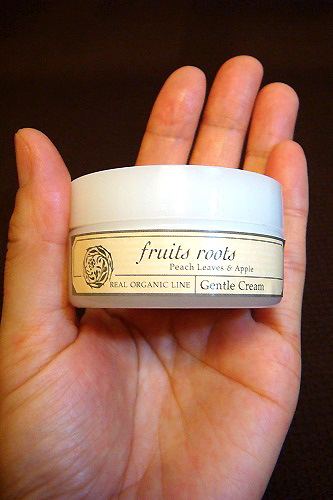 fruits roots
Peach Leaves & Apple
REAL ORGANIC LINE
Gentle Cream